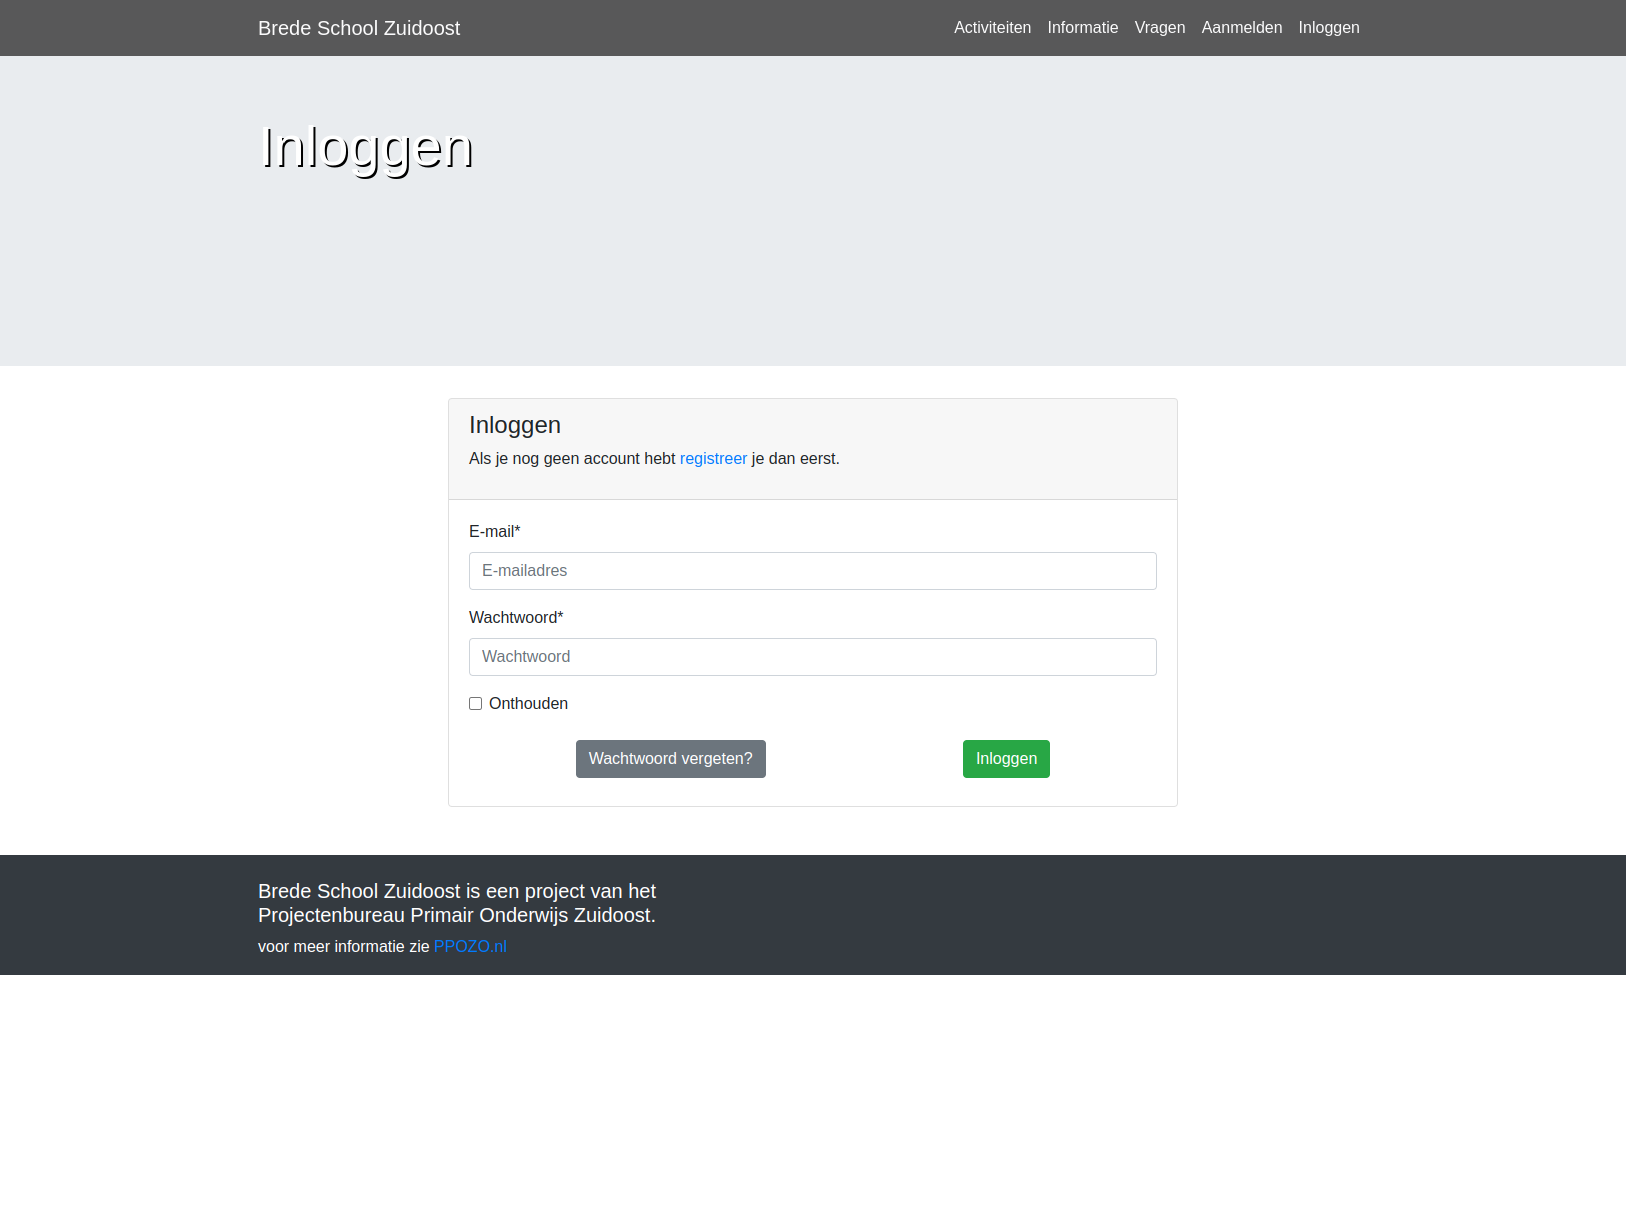 Brede School Zuidoost
Activiteiten Informatie Vragen Aanmelden Inloggen
Inloggen
Inloggen
Als je nog geen account hebt registreer je dan eerst.
E-mail*
E-mailadres
Wachtwoord*
Wachtwoord
Onthouden
Wachtwoord vergeten? Inloggen
Brede School Zuidoost is een project van het
Projectenbureau Primair Onderwijs Zuidoost.
voor meer informatie zie PPOZO.nl